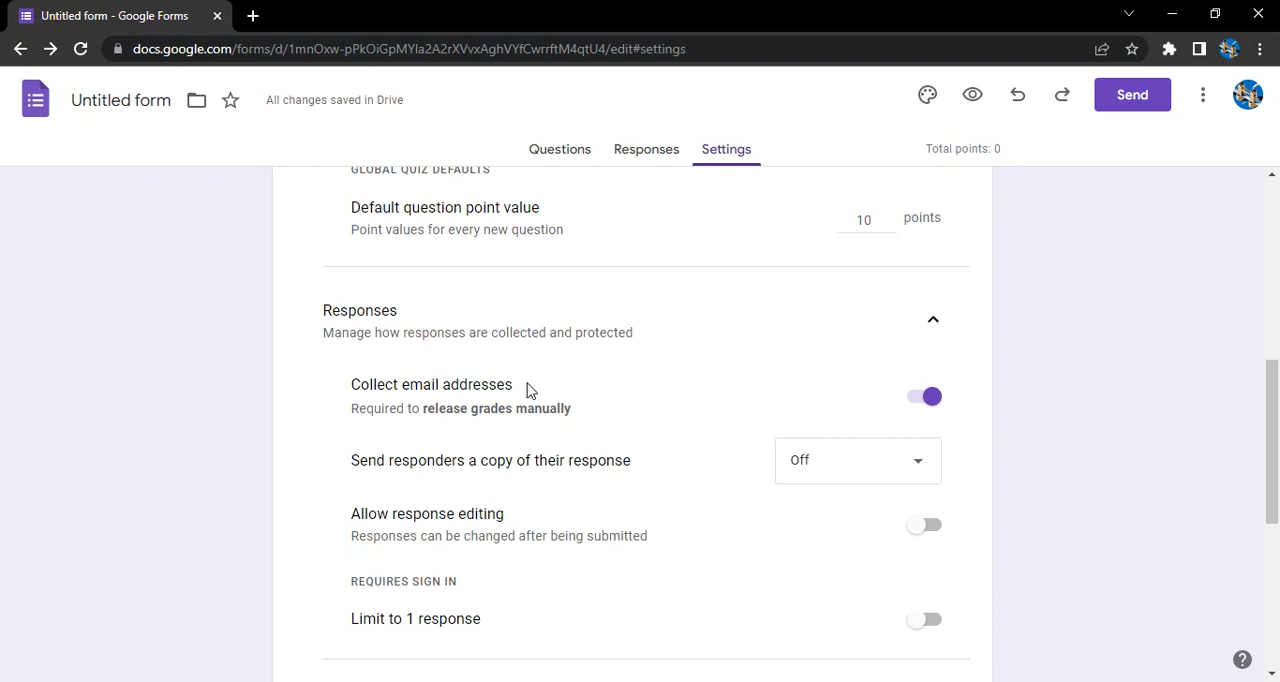 Untitled form - Google Forms
docs.google.com/forms/d/1mnOxw-pPkOiGpMYla2A2rXVvxAghVYfCwrrftM4qtU4/edit#settings
Untitled form
All changes saved in Drive
Send
Questions
Responses
Settings
Total points: 0
GLOBAL QUIZ DEFAULTS
Default question point value
Point values for every new question
10
points
Responses
Manage how responses are collected and protected
Collect email addresses
Required to release grades manually
Send responders a copy of their response
Off
Allow response editing
Responses can be changed after being submitted
REQUIRES SIGN IN
Limit to 1 response